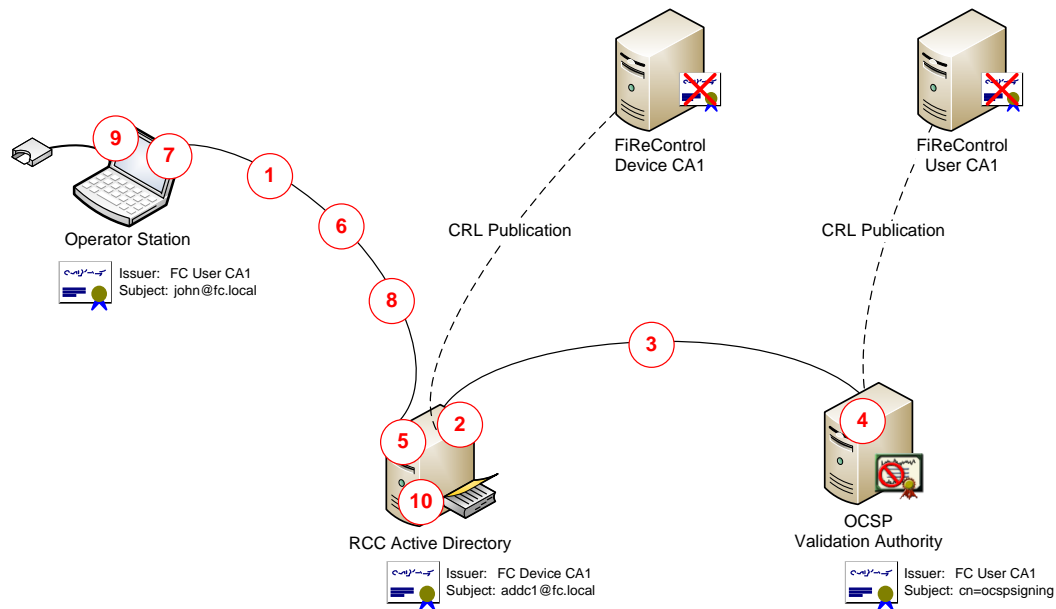 FiReControl
Device CA1
FiReControl
User CA1
9
7
1
6
8
Operator Station
Issuer: FC User CA1
Subject: john@fc.local
CRL Publication
CRL Publication
3
2
5
4
10
RCC Active Directory
Issuer: FC Device CA1
Subject: addc1@fc.local
OCSP
Validation Authority
Issuer: FC User CA1
Subject: cn=ocspsigning